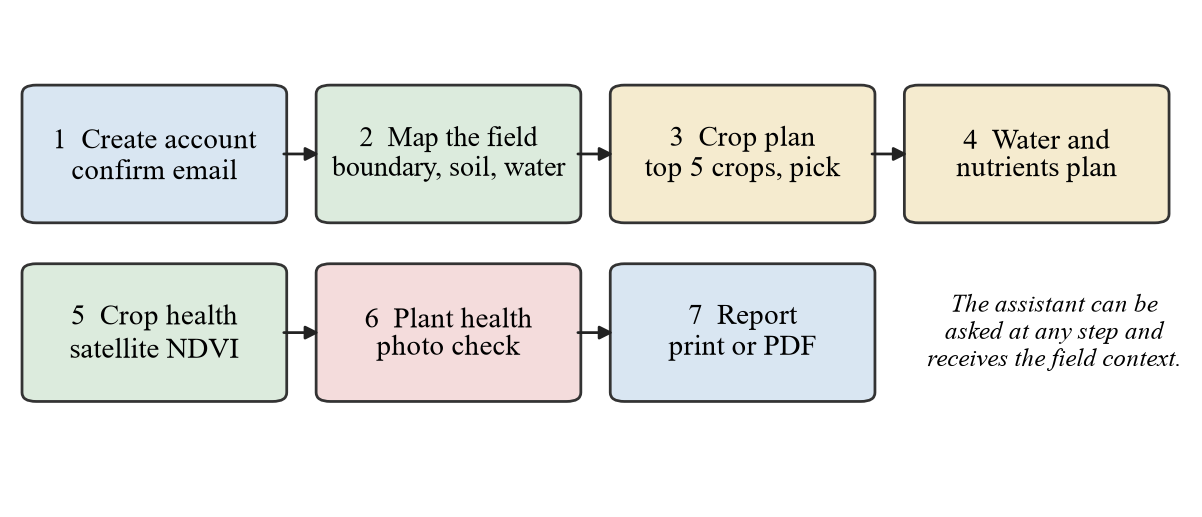 1 Create account
confirm email
2 Map the field
boundary, soil, water
3 Crop plan
top 5 crops, pick
4 Water and
nutrients plan
5 Crop health
satellite NDVI
6 Plant health
photo check
7 Report
print or PDF
The assistant can be
asked at any step and
receives the field context.